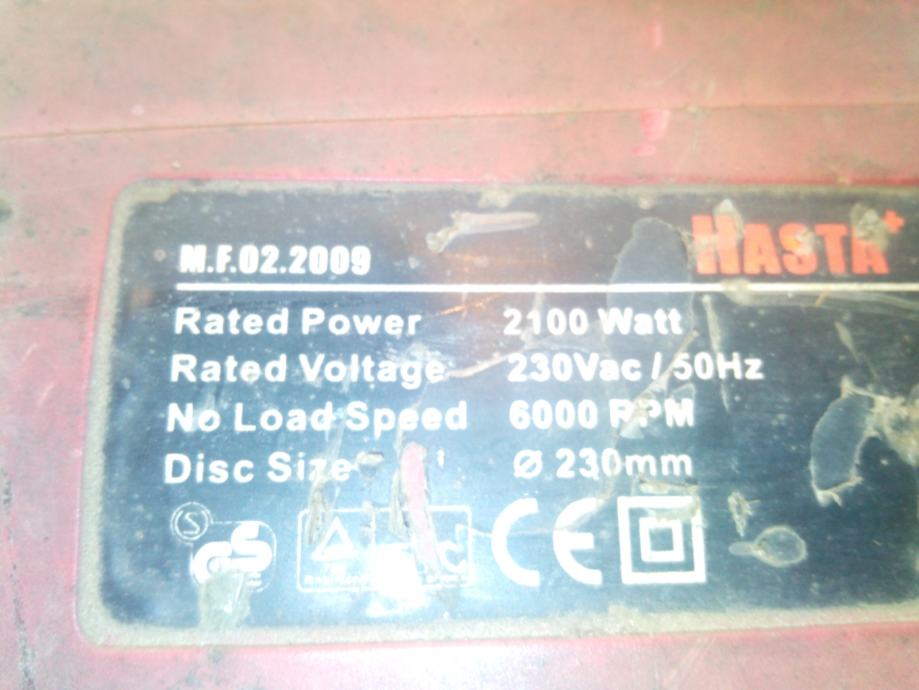 M.F.02.2009
HASTA+
Rated Power 2100 Watt
Rated Voltage 230Vac / 50Hz
No Load Speed 6000 RPM
Disc Size Ø 230mm
S GS CE